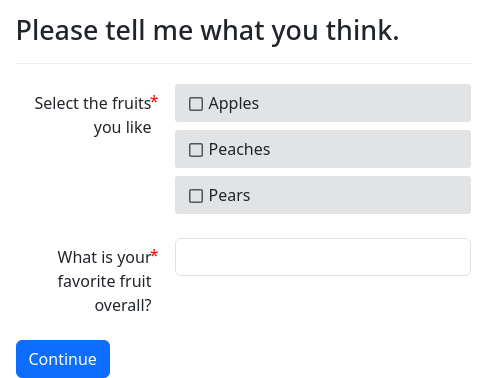 Please tell me what you think.
Select the fruits*
you like
Apples
Peaches
Pears
What is your*
favorite fruit
overall?
Continue